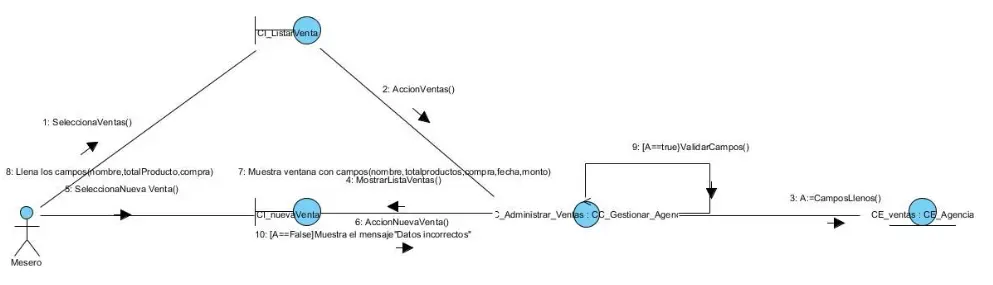 CI_ListarVenta
2: AccionVentas()
1: SeleccionaVentas()
9: [A==true]ValidarCampos()
8: Llena los campos(nombre,totalProducto,compra)
7: Muestra ventana con campos(nombre,totalproductos,compra,fecha,monto)
5: SeleccionaNueva Venta()
4: MostrarListaVentas()
3: A:=CamposLlenos()
CI_nuevaVenta
C_Administrar_Ventas : CC_Gestionar_Agenc
CE_ventas : CE_Agencia
6: AccionNuevaVenta()
10: [A==False]Muestra el mensaje"Datos incorrectos"
Mesero